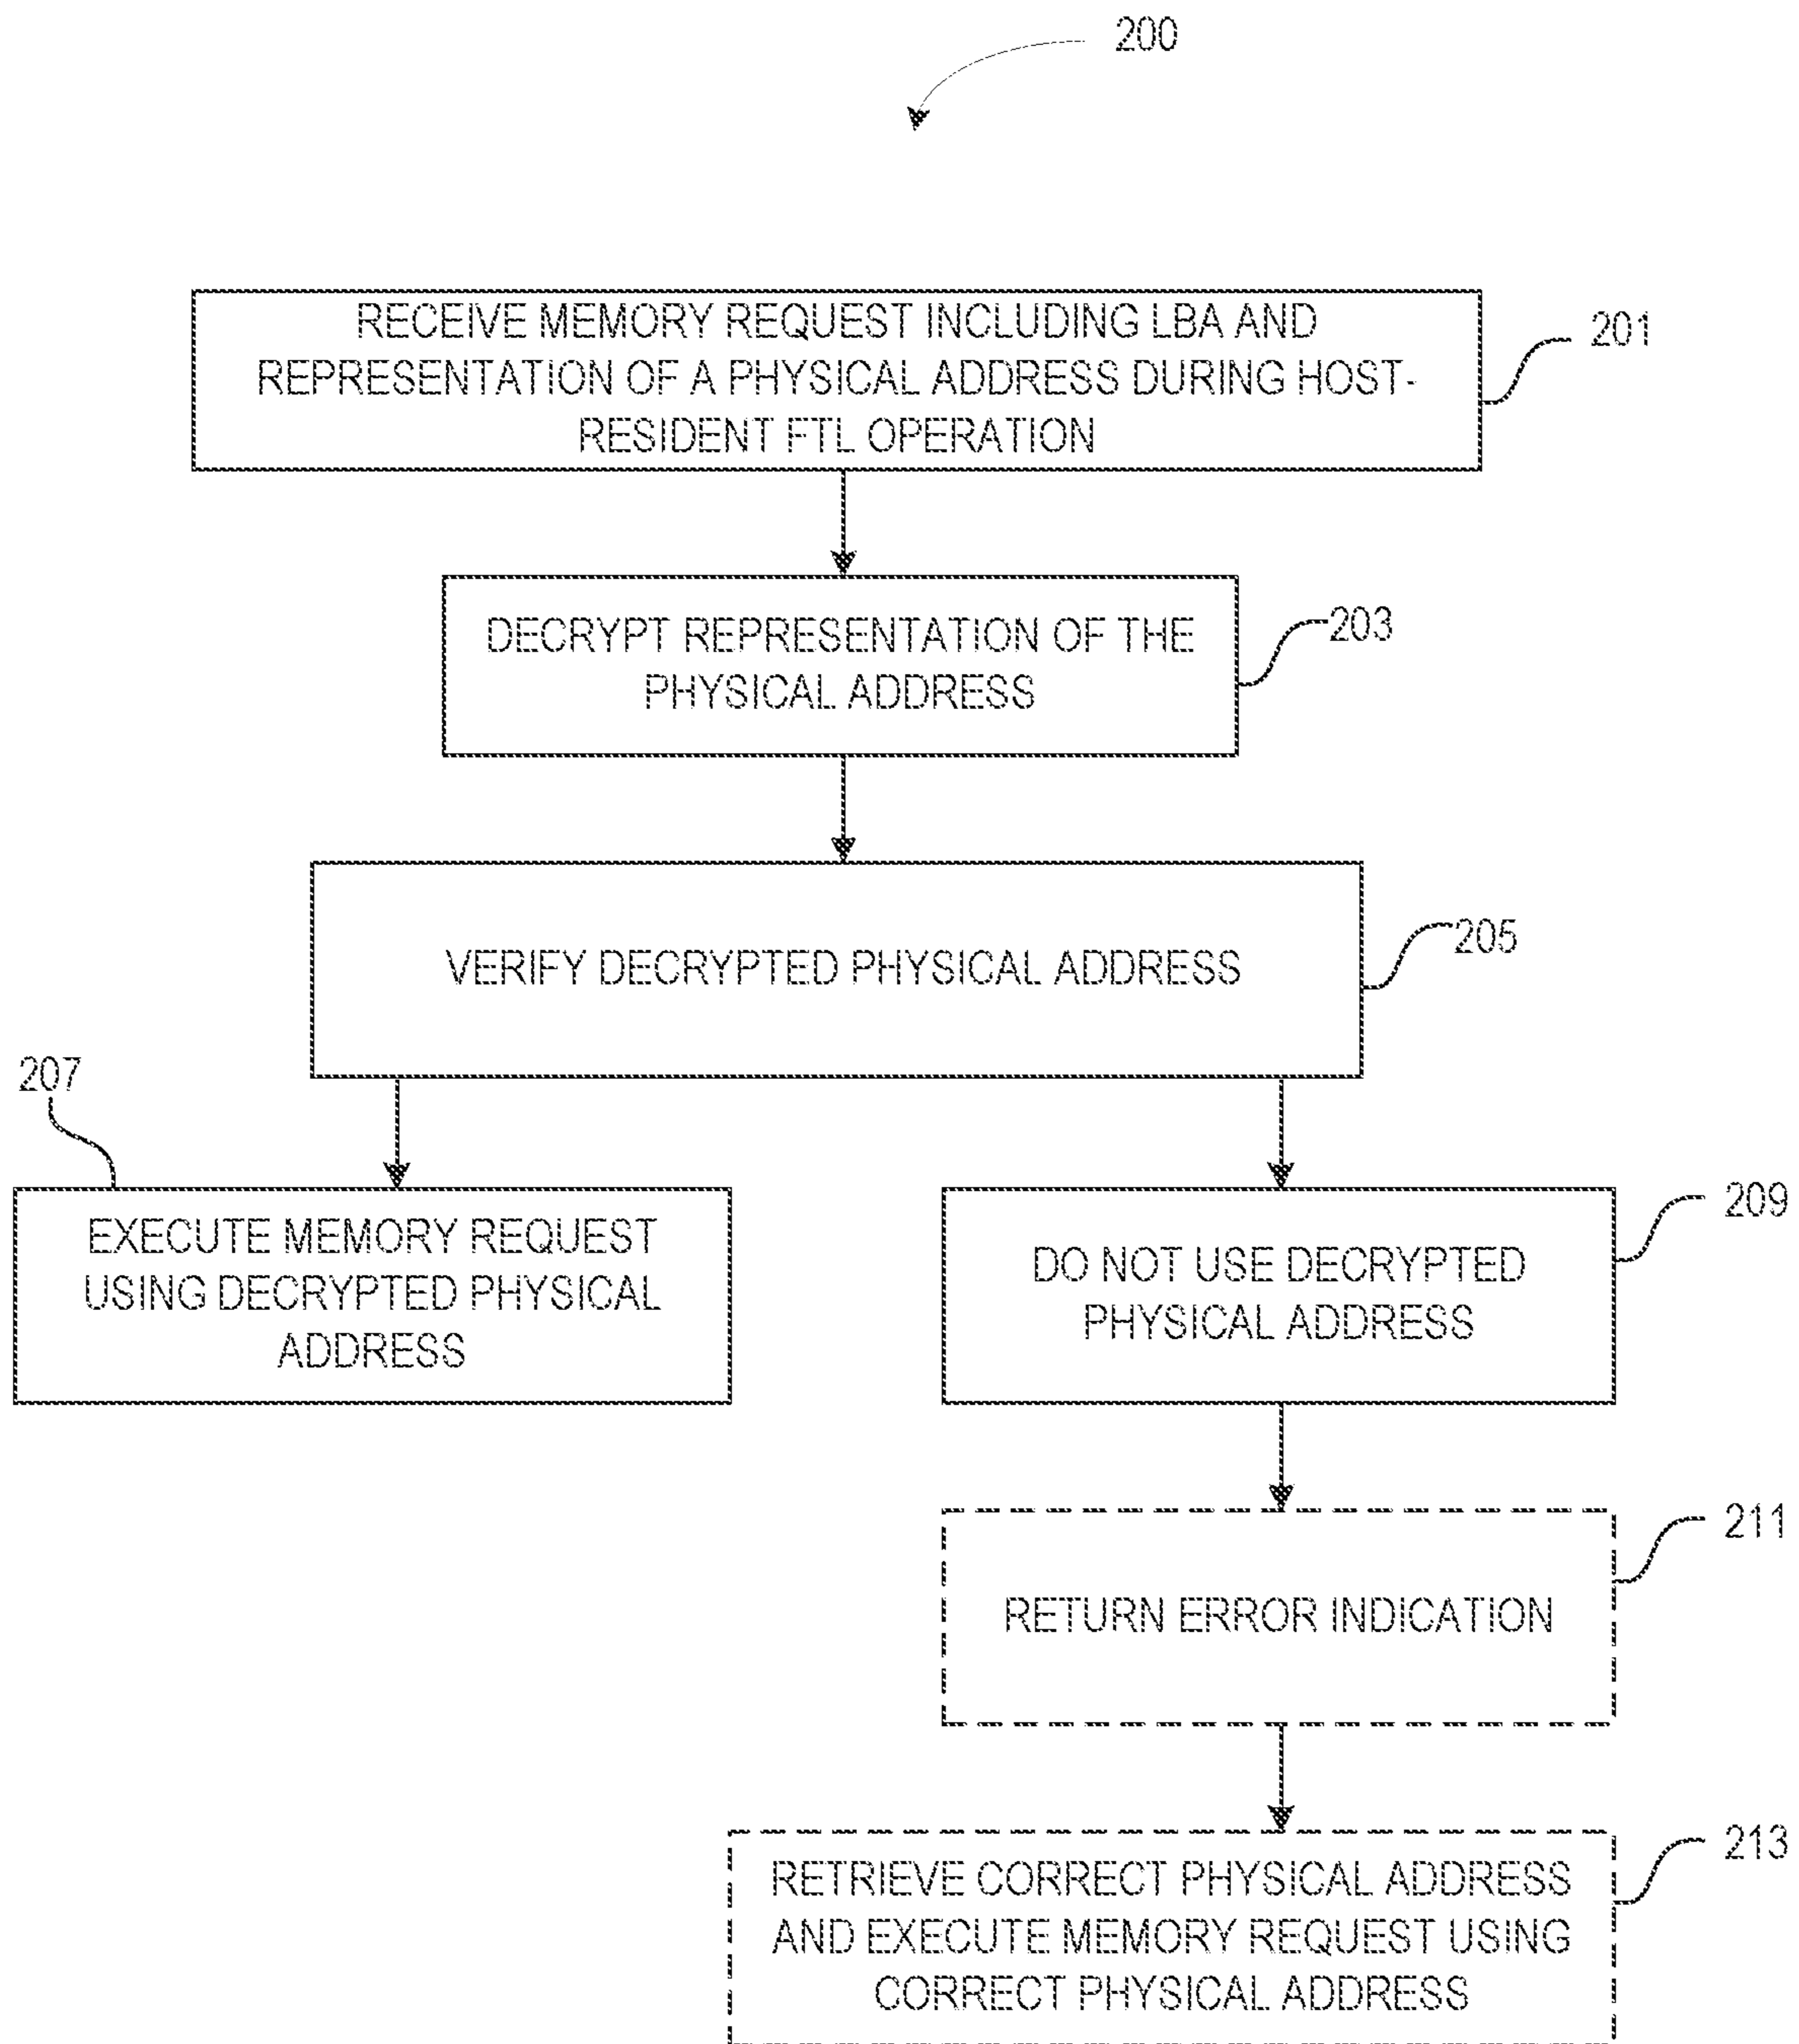 200
RECEIVE MEMORY REQUEST INCLUDING LBA AND
REPRESENTATION OF A PHYSICAL ADDRESS DURING HOST-
RESIDENT FTL OPERATION
201
DECRYPT REPRESENTATION OF THE
PHYSICAL ADDRESS
203
VERIFY DECRYPTED PHYSICAL ADDRESS
205
207
EXECUTE MEMORY REQUEST
USING DECRYPTED PHYSICAL
ADDRESS
DO NOT USE DECRYPTED
PHYSICAL ADDRESS
209
RETURN ERROR INDICATION
211
RETRIEVE CORRECT PHYSICAL ADDRESS
AND EXECUTE MEMORY REQUEST USING
CORRECT PHYSICAL ADDRESS
213